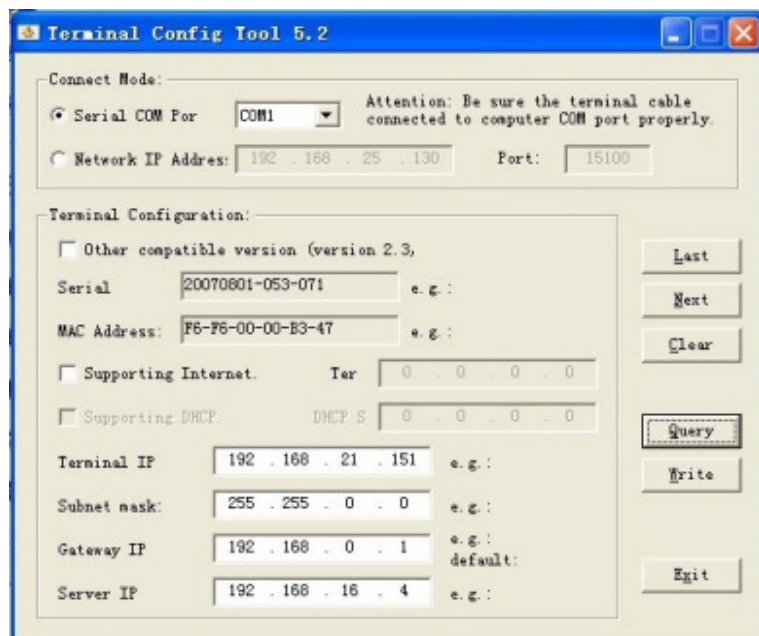 Terminal Config Tool 5.2
Connect Mode:
Serial COM Por COM1 Attention: Be sure the terminal cable
connected to computer COM port properly.
Network IP Addres: 192 . 168 . 25 . 130 Port: 15100
Terminal Configuration:
Other compatible version (version 2.3,
Serial 20070801-053-071 e.g.:
MAC Address: F6-F6-00-00-B3-47 e.g.:
Supporting Internet. Ter 0 . 0 . 0 . 0
Supporting DHCP. DHCP S 0 . 0 . 0 . 0
Terminal IP 192 . 168 . 21 . 151 e.g.:
Subnet mask: 255 . 255 . 0 . 0 e.g.:
Gateway IP 192 . 168 . 0 . 1 e.g.:
default:
Server IP 192 . 168 . 16 . 4 e.g.:
Last
Next
Clear
Query
Write
Exit